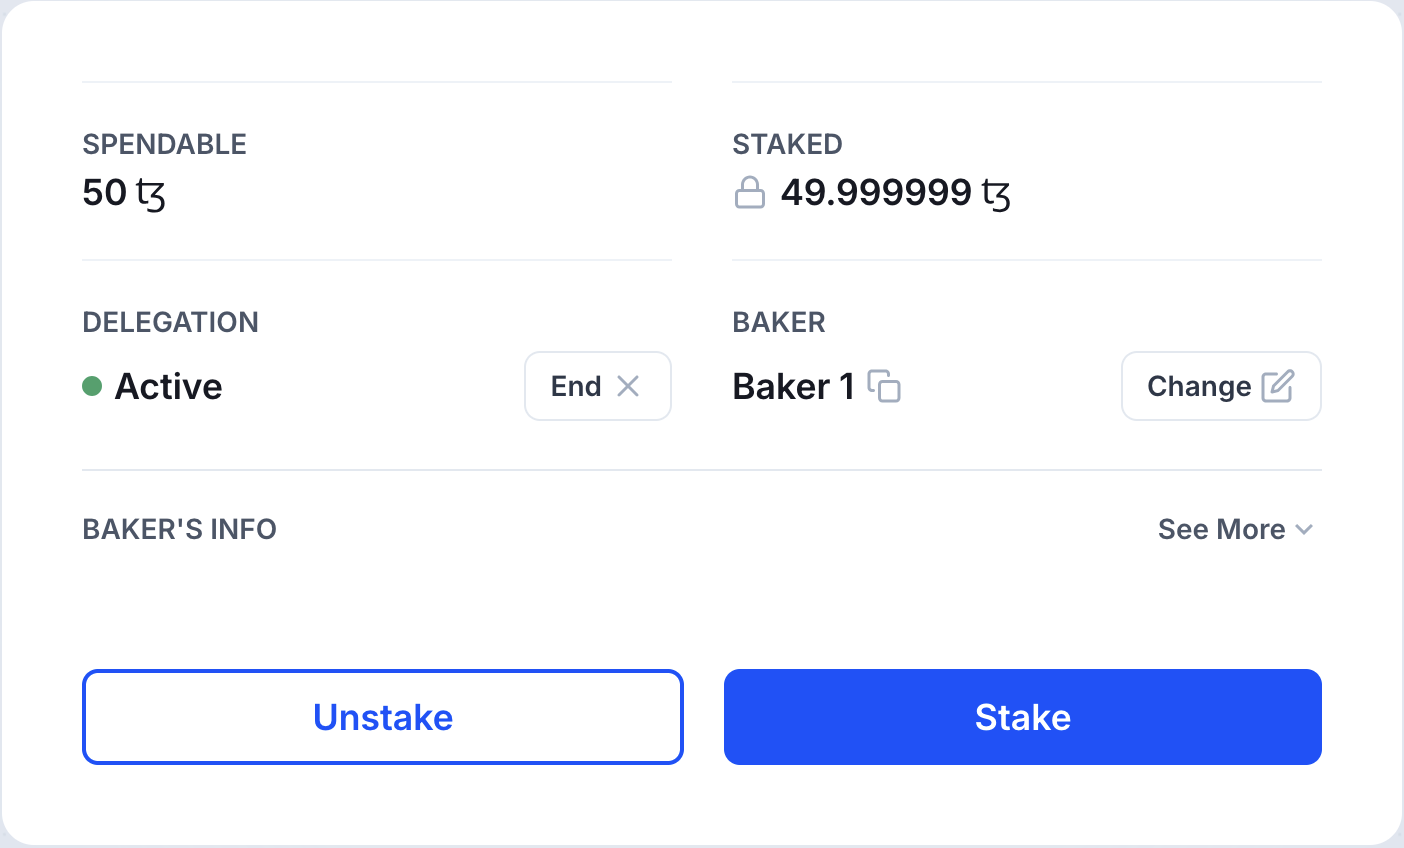 SPENDABLE
50 ꜩ
STAKED
49.999999 ꜩ
DELEGATION
Active
End
BAKER
Baker 1
Change
BAKER'S INFO
See More
Unstake
Stake